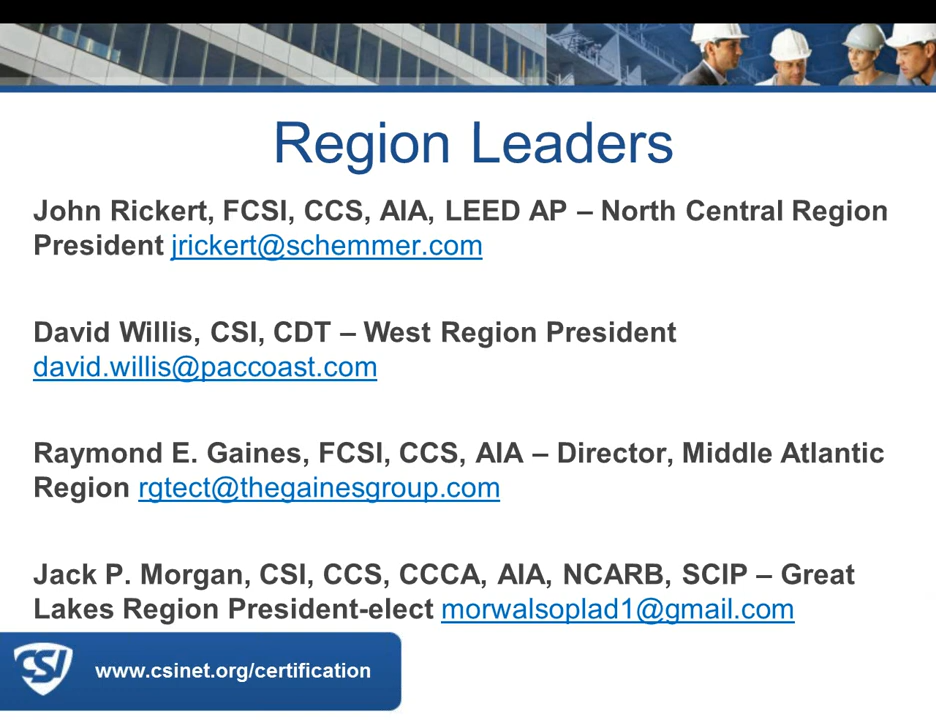 Region Leaders
John Rickert, FCSI, CCS, AIA, LEED AP – North Central Region
President jrickert@schemmer.com
David Willis, CSI, CDT – West Region President
david.willis@paccoast.com
Raymond E. Gaines, FCSI, CCS, AIA – Director, Middle Atlantic
Region rgtect@thegainesgroup.com
Jack P. Morgan, CSI, CCS, CCCA, AIA, NCARB, SCIP – Great
Lakes Region President-elect morwalsoplad1@gmail.com
CSI www.csinet.org/certification